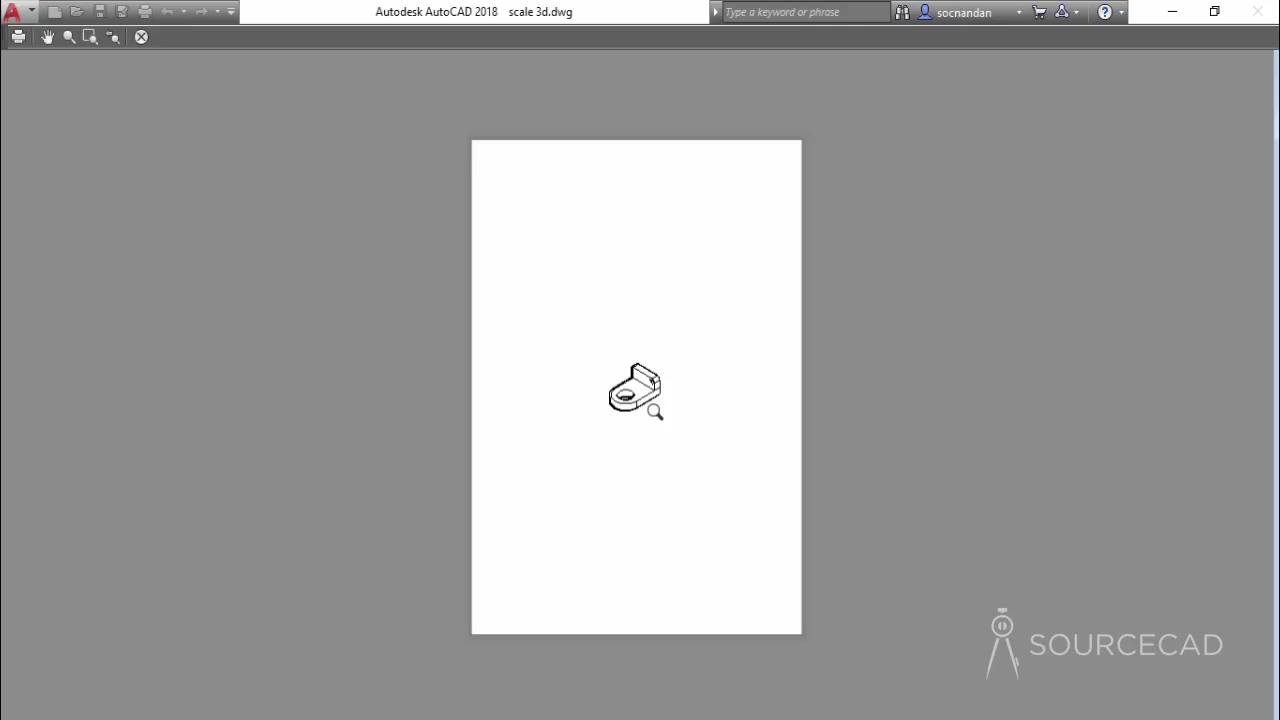 Autodesk AutoCAD 2018 scale 3d.dwg
Type a keyword or phrase
socnandan
SOURCECAD